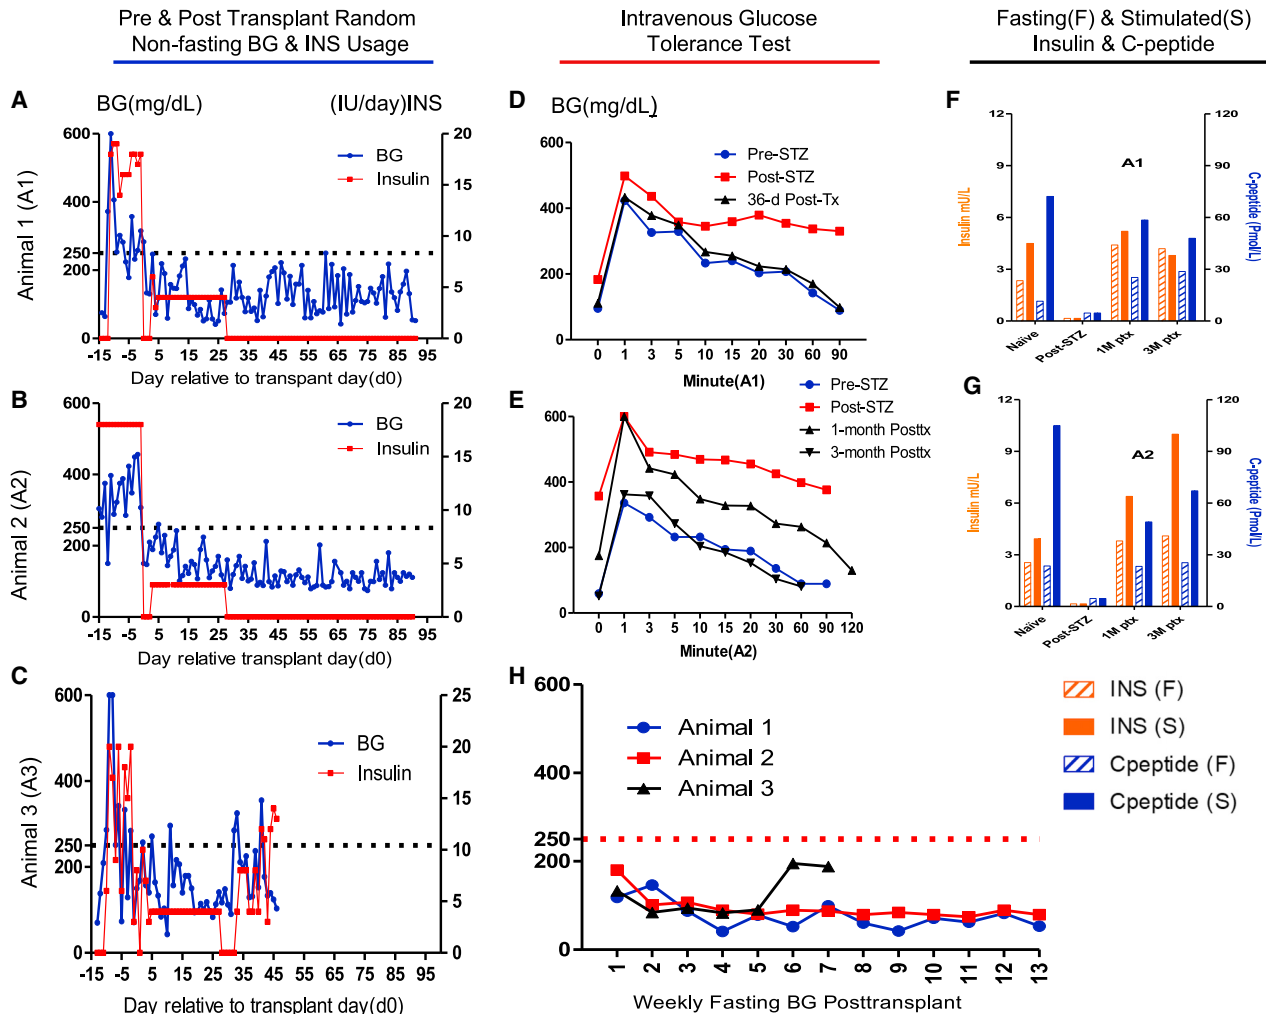 Pre & Post Transplant Random
Non-fasting BG & INS Usage
Intravenous Glucose
Tolerance Test
Fasting(F) & Stimulated(S)
Insulin & C-peptide
A
BG(mg/dL)
(IU/day)INS
Animal 1 (A1)
600
400
250
200
0
20
15
10
5
0
BG
Insulin
-15 -5 5 15 25 35 45 55 65 75 85 95
Day relative to transpant day(d0)
B
Animal 2 (A2)
600
400
250
200
0
20
15
10
5
0
BG
Insulin
-15 -5 5 15 25 35 45 55 65 75 85 95
Day relative transplant day(d0)
C
Animal 3 (A3)
600
400
250
200
0
25
20
15
10
5
0
BG
Insulin
-15 -5 5 15 25 35 45 55 65 75 85 95
Day relative to transplant day(d0)
D
BG(mg/dL)
600
400
200
0
Pre-STZ
Post-STZ
36-d Post-Tx
0 1 3 5 10 15 20 30 60 90
Minute(A1)
E
600
400
200
0
Pre-STZ
Post-STZ
1-month Posttx
3-month Posttx
0 1 3 5 10 15 20 30 60 90 120
Minute(A2)
F
Insulin mU/L
12
9
6
3
0
A1
120
90
60
30
0
C-peptide (Pmol/L)
Naïve Post-STZ 1M ptx 3M ptx
G
Insulin mU/L
12
9
6
3
0
A2
120
90
60
30
0
C-peptide (Pmol/L)
Naïve Post-STZ 1M ptx 3M ptx
INS (F)
INS (S)
Cpeptide (F)
Cpeptide (S)
H
600
400
250
200
0
Animal 1
Animal 2
Animal 3
1 2 3 4 5 6 7 8 9 10 11 12 13
Weekly Fasting BG Posttransplant